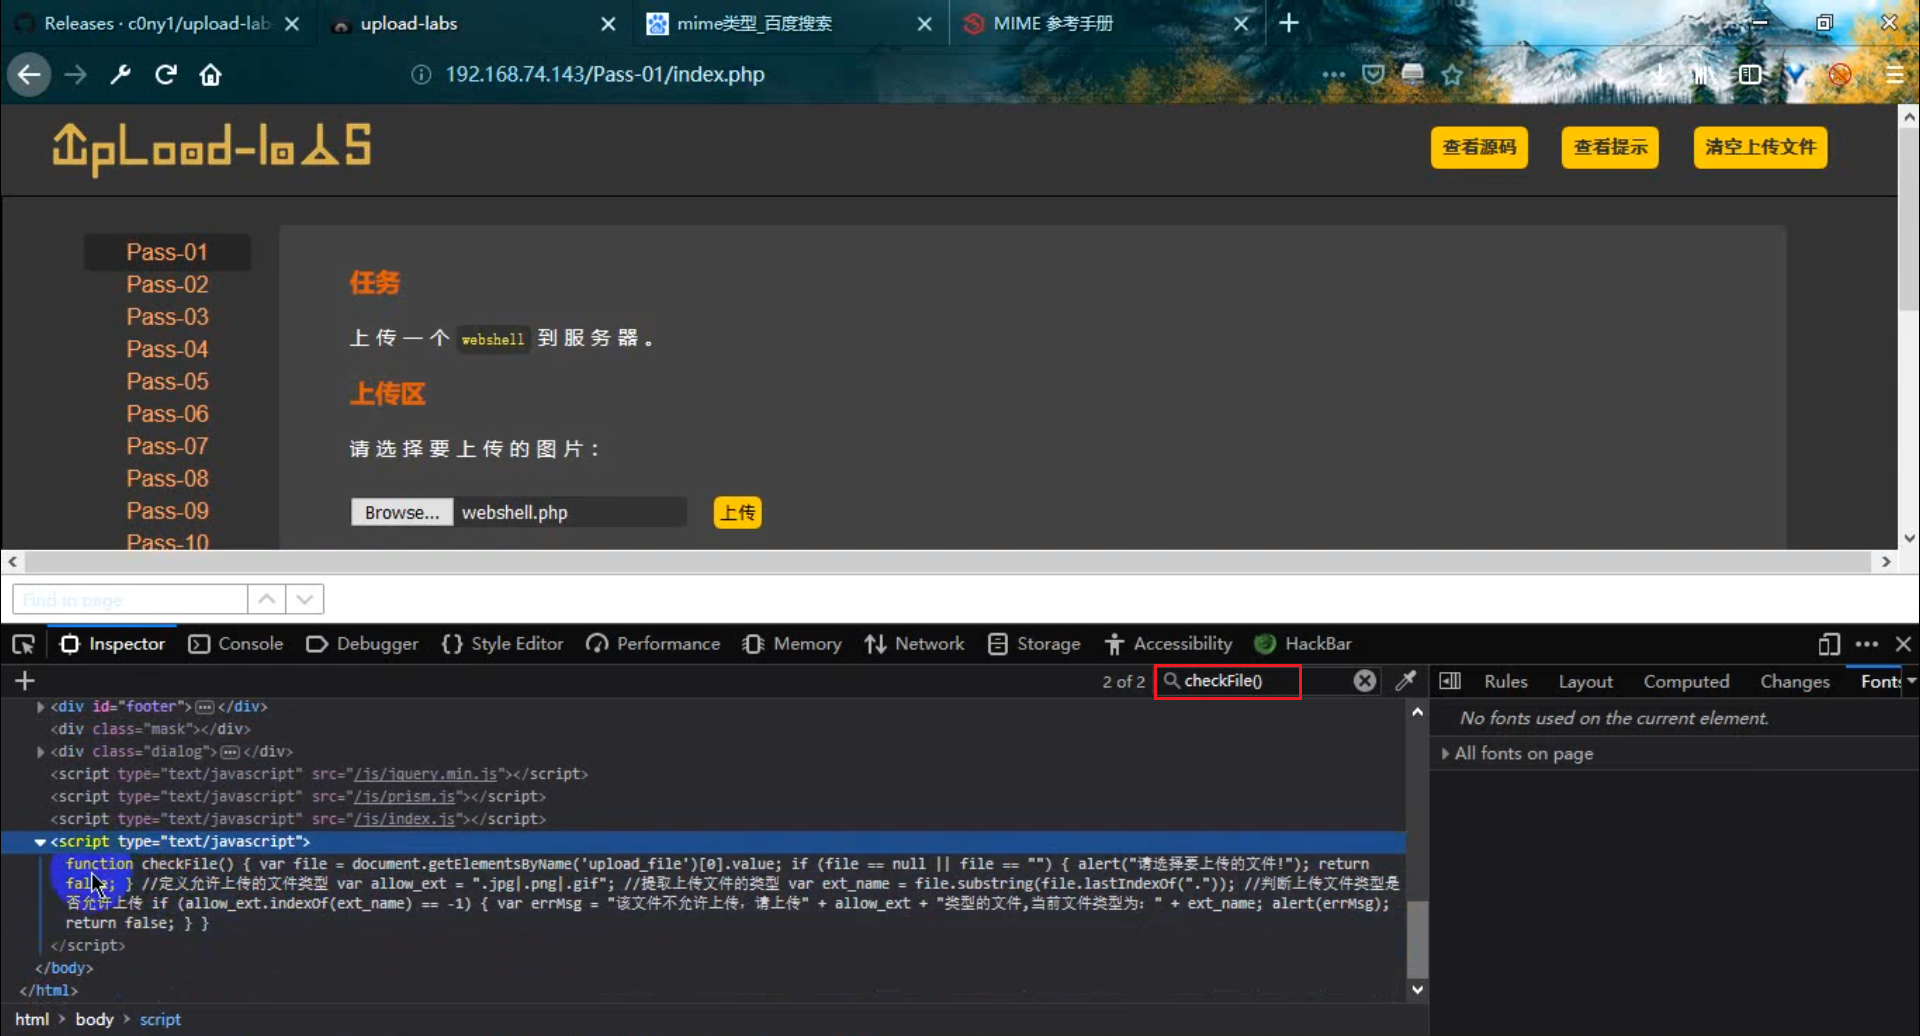 Releases · c0ny1/upload-lab
upload-labs
mime类型_百度搜索
MIME 参考手册
192.168.74.143/Pass-01/index.php
UpLoad-labs
查看源码
查看提示
清空上传文件
Pass-01
Pass-02
Pass-03
Pass-04
Pass-05
Pass-06
Pass-07
Pass-08
Pass-09
Pass-10
任务
上传一个 webshell 到服务器。
上传区
请选择要上传的图片：
Browse... webshell.php 上传
Find in page
Inspector Console Debugger {} Style Editor Performance Memory Network Storage Accessibility HackBar
2 of 2 checkFile()
<div id="footer"></div>
<div class="mask"></div>
<div class="dialog"></div>
<script type="text/javascript" src="/js/jquery.min.js"></script>
<script type="text/javascript" src="/js/prism.js"></script>
<script type="text/javascript" src="/js/index.js"></script>
<script type="text/javascript">
function checkFile() { var file = document.getElementsByName('upload_file')[0].value; if (file == null || file == "") { alert("请选择要上传的文件!"); return
false; } //定义允许上传的文件类型 var allow_ext = ".jpg|.png|.gif"; //提取上传文件的类型 var ext_name = file.substring(file.lastIndexOf(".")); //判断上传文件类型是
否允许上传 if (allow_ext.indexOf(ext_name) == -1) { var errMsg = "该文件不允许上传，请上传" + allow_ext + "类型的文件,当前文件类型为：" + ext_name; alert(errMsg);
return false; } }
</script>
</body>
</html>
html > body > script
Rules Layout Computed Changes Fonts
No fonts used on the current element.
All fonts on page